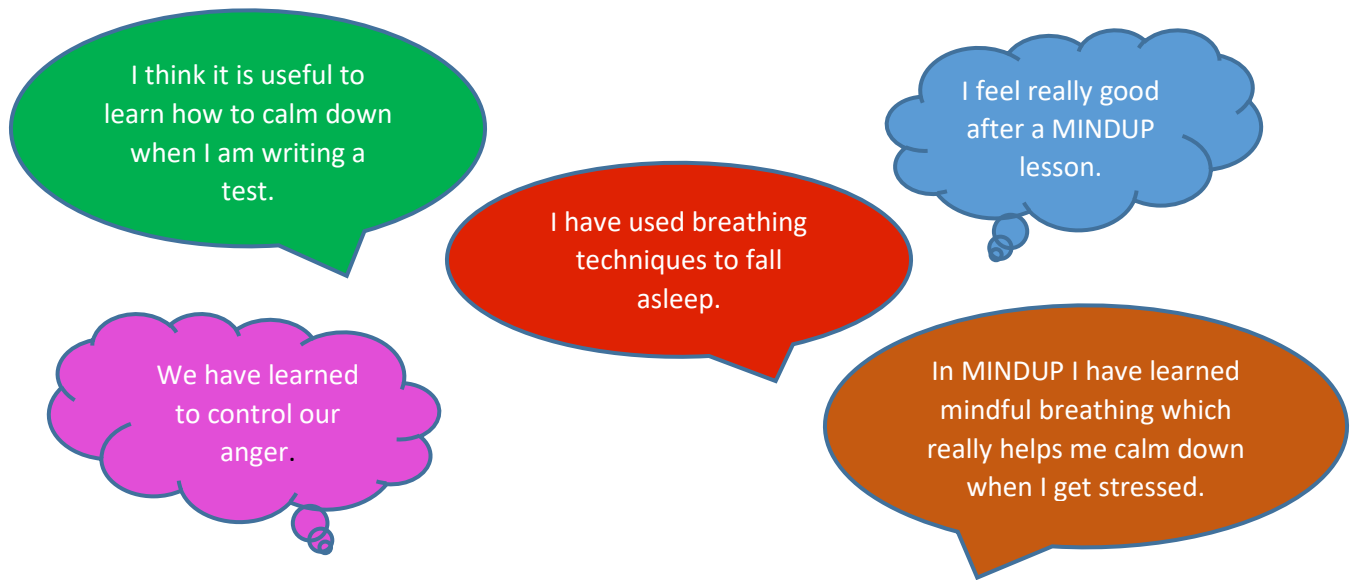 I think it is useful to
learn how to calm down
when I am writing a
test.
I feel really good
after a MINDUP
lesson.
I have used breathing
techniques to fall
asleep.
We have learned
to control our
anger.
In MINDUP I have learned
mindful breathing which
really helps me calm down
when I get stressed.